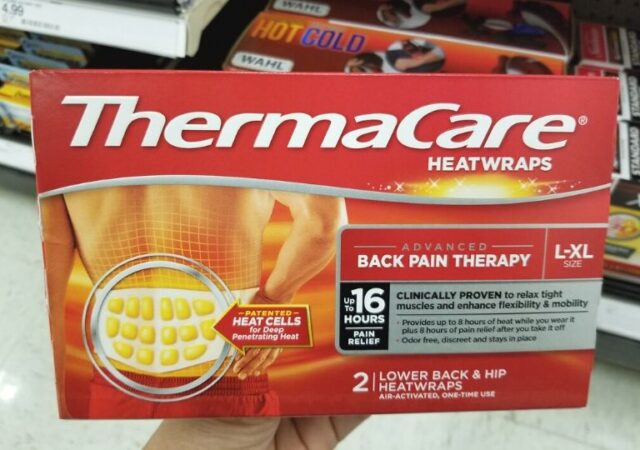 4.99
HOT COLD
WAHL
WAHL
ThermaCare®
HEATWRAPS
ADVANCED
BACK PAIN THERAPY
L-XL
SIZE
PATENTED
HEAT CELLS
for Deep
Penetrating Heat
Up To 16
HOURS
PAIN
RELIEF
CLINICALLY PROVEN to relax tight
muscles and enhance flexibility & mobility
• Provides up to 8 hours of heat while you wear it
plus 8 hours of pain relief after you take it off
• Odor free, discreet and stays in place
2 LOWER BACK & HIP
HEATWRAPS
AIR-ACTIVATED, ONE-TIME USE